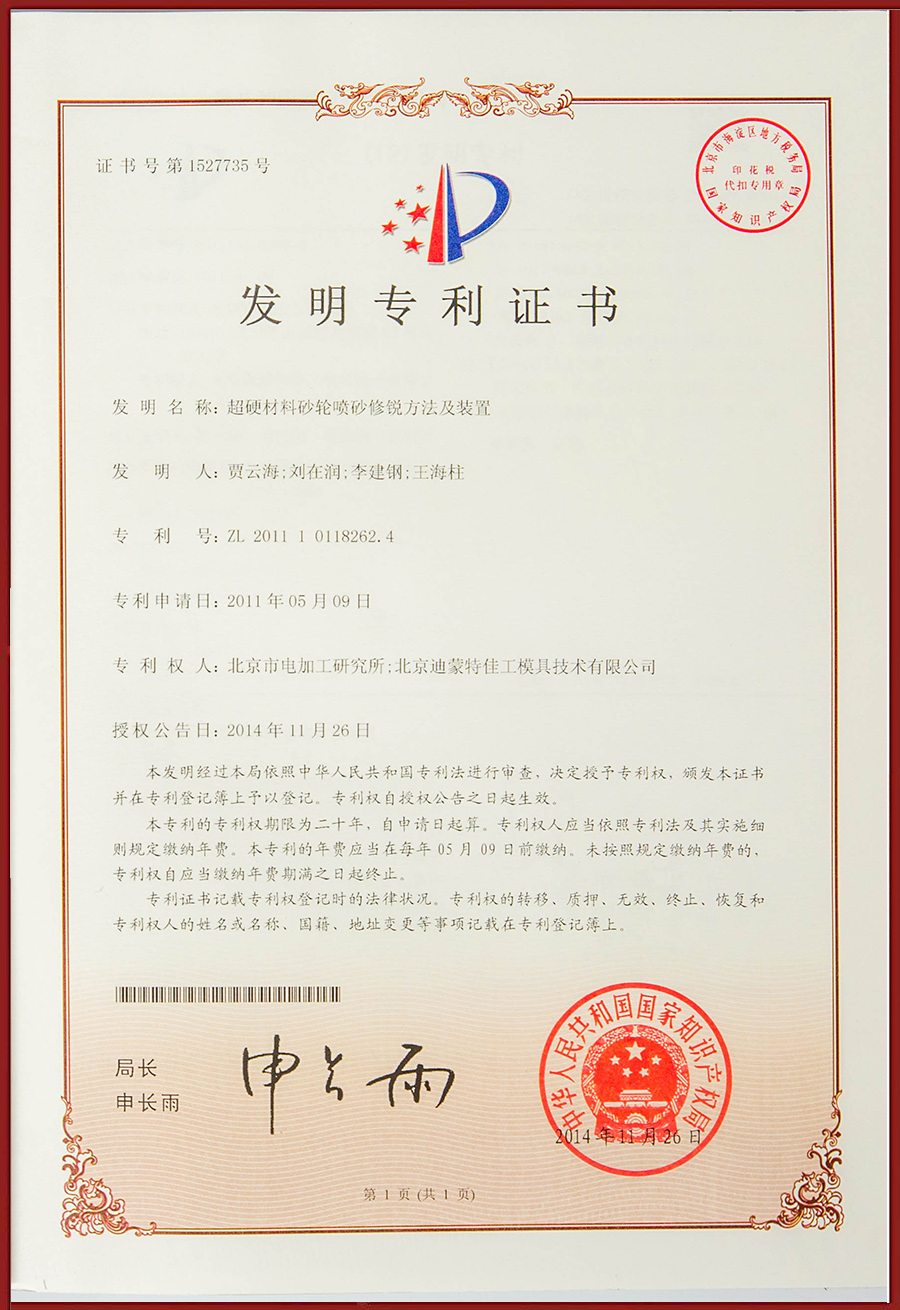 证书号第1527735号
北京市海淀区地方税务局
印花税
代扣专用章
国家知识产权局
发明专利证书
发明名称：超硬材料砂轮喷砂修锐方法及装置
发明人：贾云海;刘在润;李建钢;王海柱
专利号：ZL 2011 1 0118262.4
专利申请日：2011年05月09日
专利权人：北京市电加工研究所;北京迪蒙特佳工模具技术有限公司
授权公告日：2014年11月26日
本发明经过本局依照中华人民共和国专利法进行审查，决定授予专利权，颁发本证书
并在专利登记簿上予以登记。专利权自授权公告之日起生效。
本专利的专利权期限为二十年，自申请日起算。专利权人应当依照专利法及其实施细
则规定缴纳年费。本专利的年费应当在每年05月09日前缴纳。未按照规定缴纳年费的，
专利权自应当缴纳年费期满之日起终止。
专利证书记载专利权登记时的法律状况。专利权的转移、质押、无效、终止、恢复和
专利权人的姓名或名称、国籍、地址变更等事项记载在专利登记簿上。
局长
申长雨
申长雨
中华人民共和国国家知识产权局
2014年11月26日
第1页(共1页)